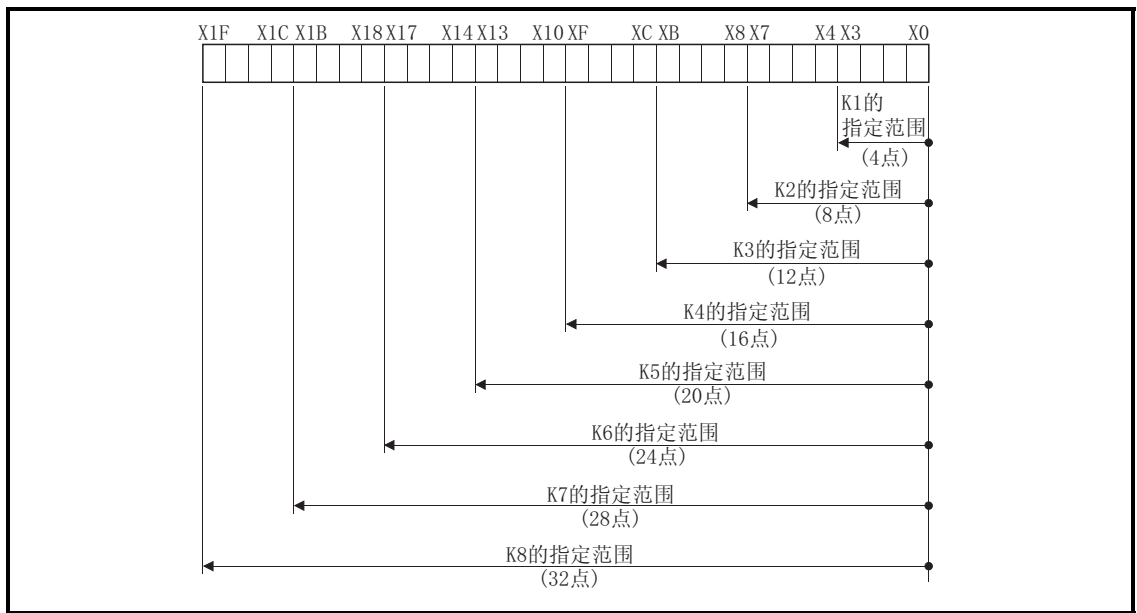 X1F X1C X1B X18 X17 X14 X13 X10 XF XC XB X8 X7 X4 X3 X0
K1的
指定范围
(4点)
K2的指定范围
(8点)
K3的指定范围
(12点)
K4的指定范围
(16点)
K5的指定范围
(20点)
K6的指定范围
(24点)
K7的指定范围
(28点)
K8的指定范围
(32点)